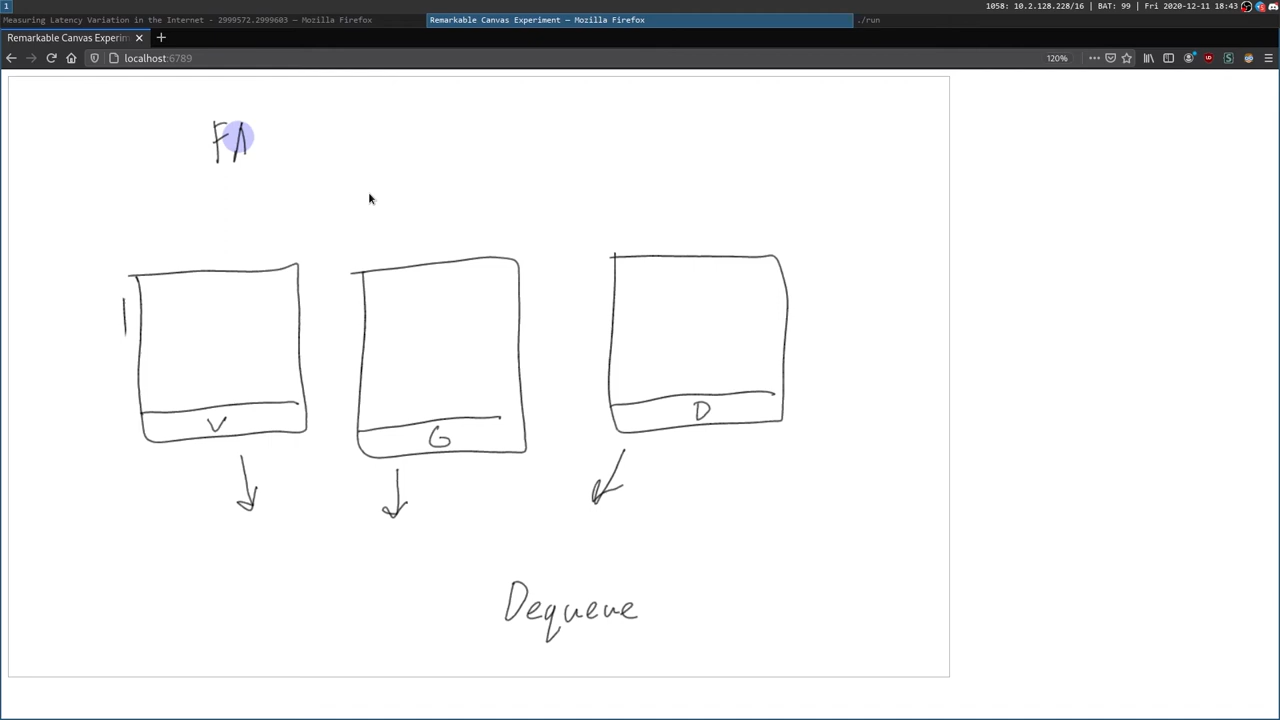 1
Measuring Latency Variation in the Internet - 2999572.2999603 — Mozilla Firefox
Remarkable Canvas Experiment — Mozilla Firefox
./run
1058: 10.2.128.228/16 | BAT: 99 | Fri 2020-12-11 18:43
Remarkable Canvas Experim
localhost:6789
120%
FA
V
G
D
Dequeue